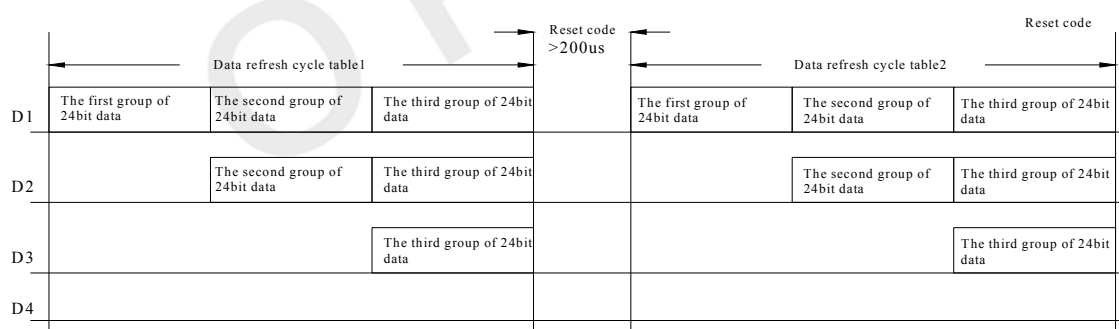 Reset code
>200us
Reset code
Data refresh cycle table1
Data refresh cycle table2
D1
The first group of
24bit data
The second group of
24bit data
The third group of 24bit
data
The first group of
24bit data
The second group of
24bit data
The third group of 24bit
data
D2
The second group of
24bit data
The third group of 24bit
data
The second group of
24bit data
The third group of 24bit
data
D3
The third group of 24bit
data
The third group of 24bit
data
D4